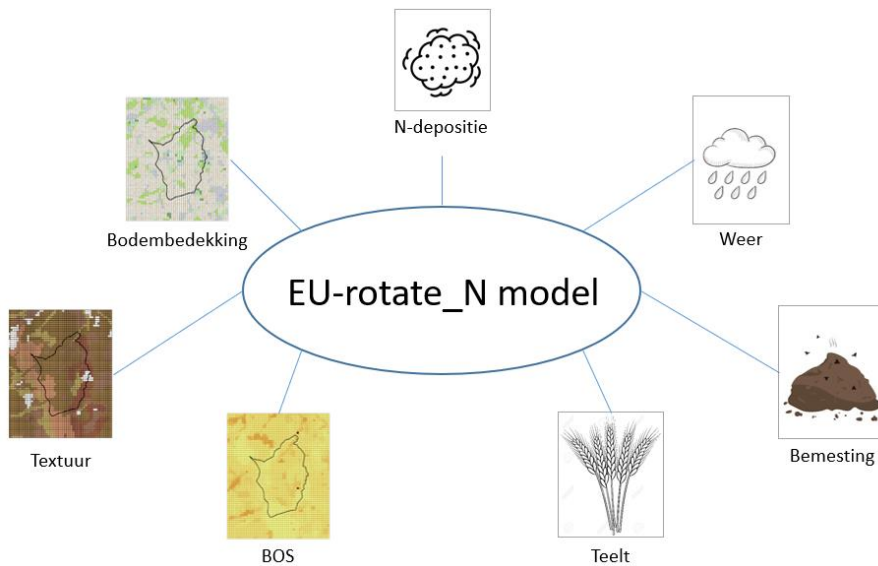 N-depositie
Bodembedekking
Weer
EU-rotate_N model
Textuur
Bemesting
BOS
Teelt